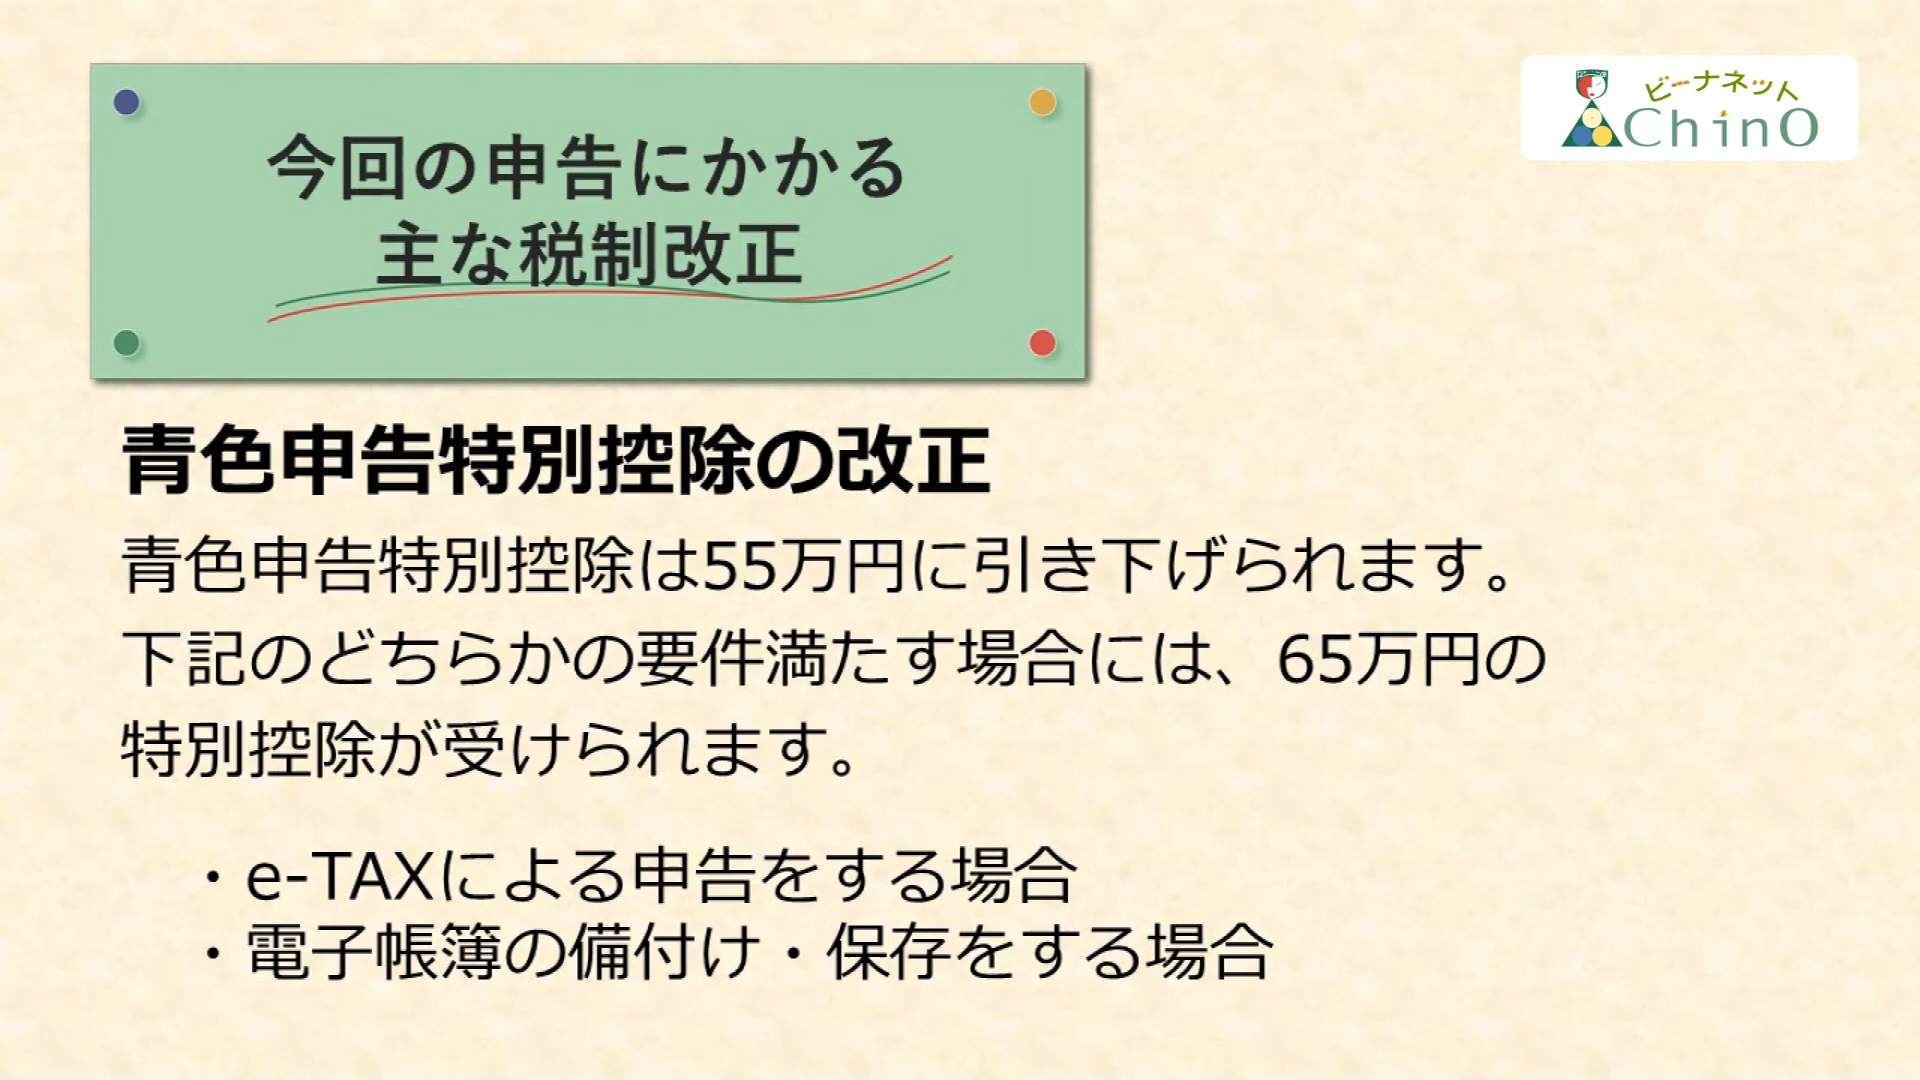 今回の申告にかかる
主な税制改正
ビーナネット
ChinO
青色申告特別控除の改正
青色申告特別控除は55万円に引き下げられます。
下記のどちらかの要件満たす場合には、65万円の
特別控除が受けられます。
・e-TAXによる申告をする場合
・電子帳簿の備付け・保存をする場合